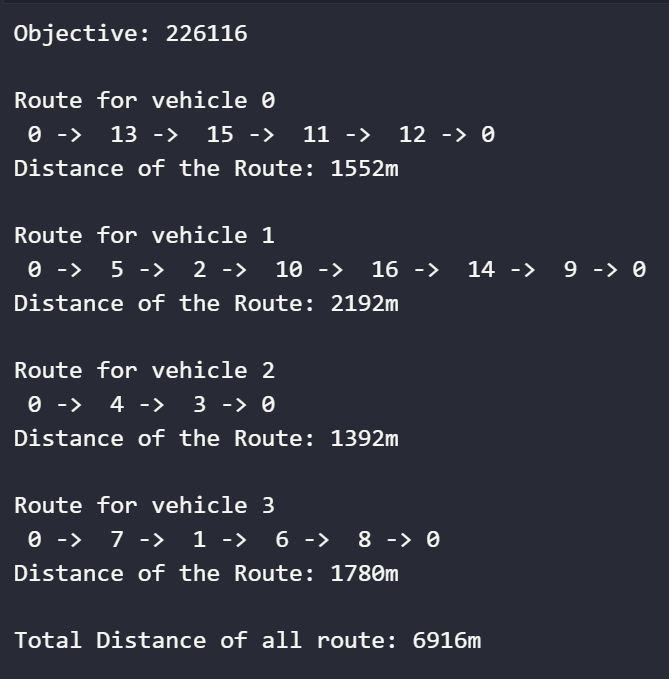 Objective: 226116
Route for vehicle 0
0 -> 13 -> 15 -> 11 -> 12 -> 0
Distance of the Route: 1552m
Route for vehicle 1
0 -> 5 -> 2 -> 10 -> 16 -> 14 -> 9 -> 0
Distance of the Route: 2192m
Route for vehicle 2
0 -> 4 -> 3 -> 0
Distance of the Route: 1392m
Route for vehicle 3
0 -> 7 -> 1 -> 6 -> 8 -> 0
Distance of the Route: 1780m
Total Distance of all route: 6916m